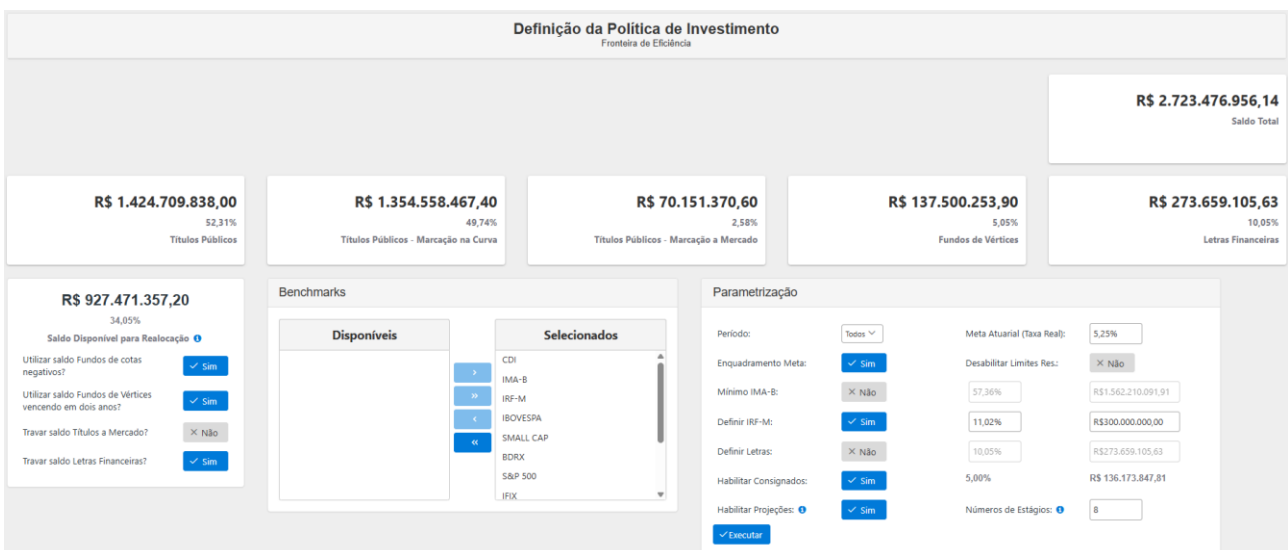 Definição da Política de Investimento
Fronteira de Eficiência
R$ 2.723.476.956,14
Saldo Total
R$ 1.424.709.838,00
52,31%
Títulos Públicos
R$ 1.354.558.467,40
49,74%
Títulos Públicos - Marcação na Curva
R$ 70.151.370,60
2,58%
Títulos Públicos - Marcação a Mercado
R$ 137.500.253,90
5,05%
Fundos de Vértices
R$ 273.659.105,63
10,05%
Letras Financeiras
R$ 927.471.357,20
34,05%
Saldo Disponível para Realocação
Utilizar saldo Fundos de cotas
negativos?
Sim
Utilizar saldo Fundos de Vértices
vencendo em dois anos?
Sim
Travar saldo Títulos a Mercado?
Não
Travar saldo Letras Financeiras?
Sim
Benchmarks
Disponíveis
Selecionados
CDI
IMA-B
IRF-M
IBOVESPA
SMALL CAP
BDRX
S&P 500
IFIX
Parametrização
Período:
Todos
Meta Atuarial (Taxa Real):
5,25%
Enquadramento Meta:
Sim
Desabilitar Limites Res.:
Não
Mínimo IMA-B:
Não
57,36%
R$1.562.210.091,91
Definir IRF-M:
Sim
11,02%
R$300.000.000,00
Definir Letras:
Não
10,05%
R$273.659.105,63
Habilitar Consignados:
Sim
5,00%
R$ 136.173.847,81
Habilitar Projeções:
Sim
Números de Estágios:
8
Executar